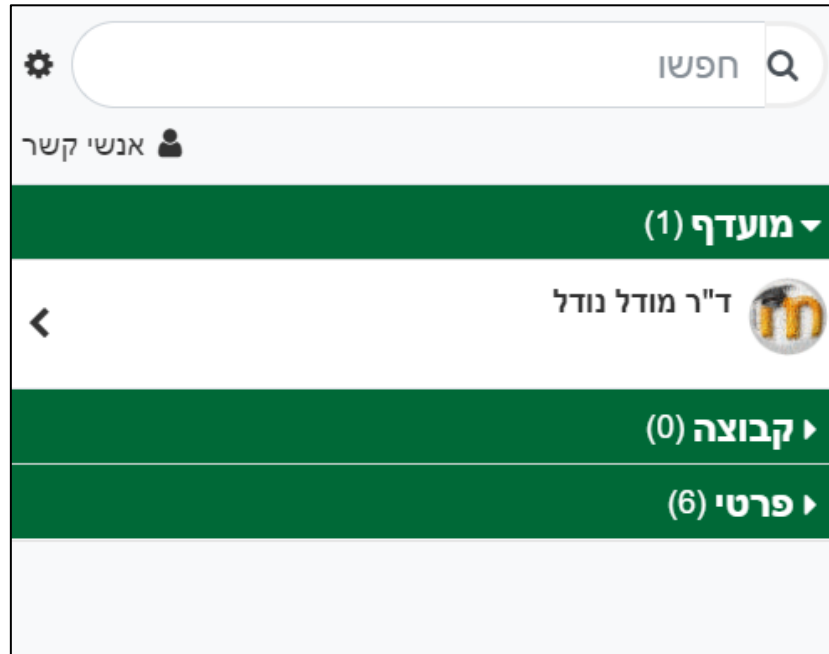 חפשו
אנשי קשר
מועדף (1)
ד"ר מודל נודל
קבוצה (0)
פרטי (6)